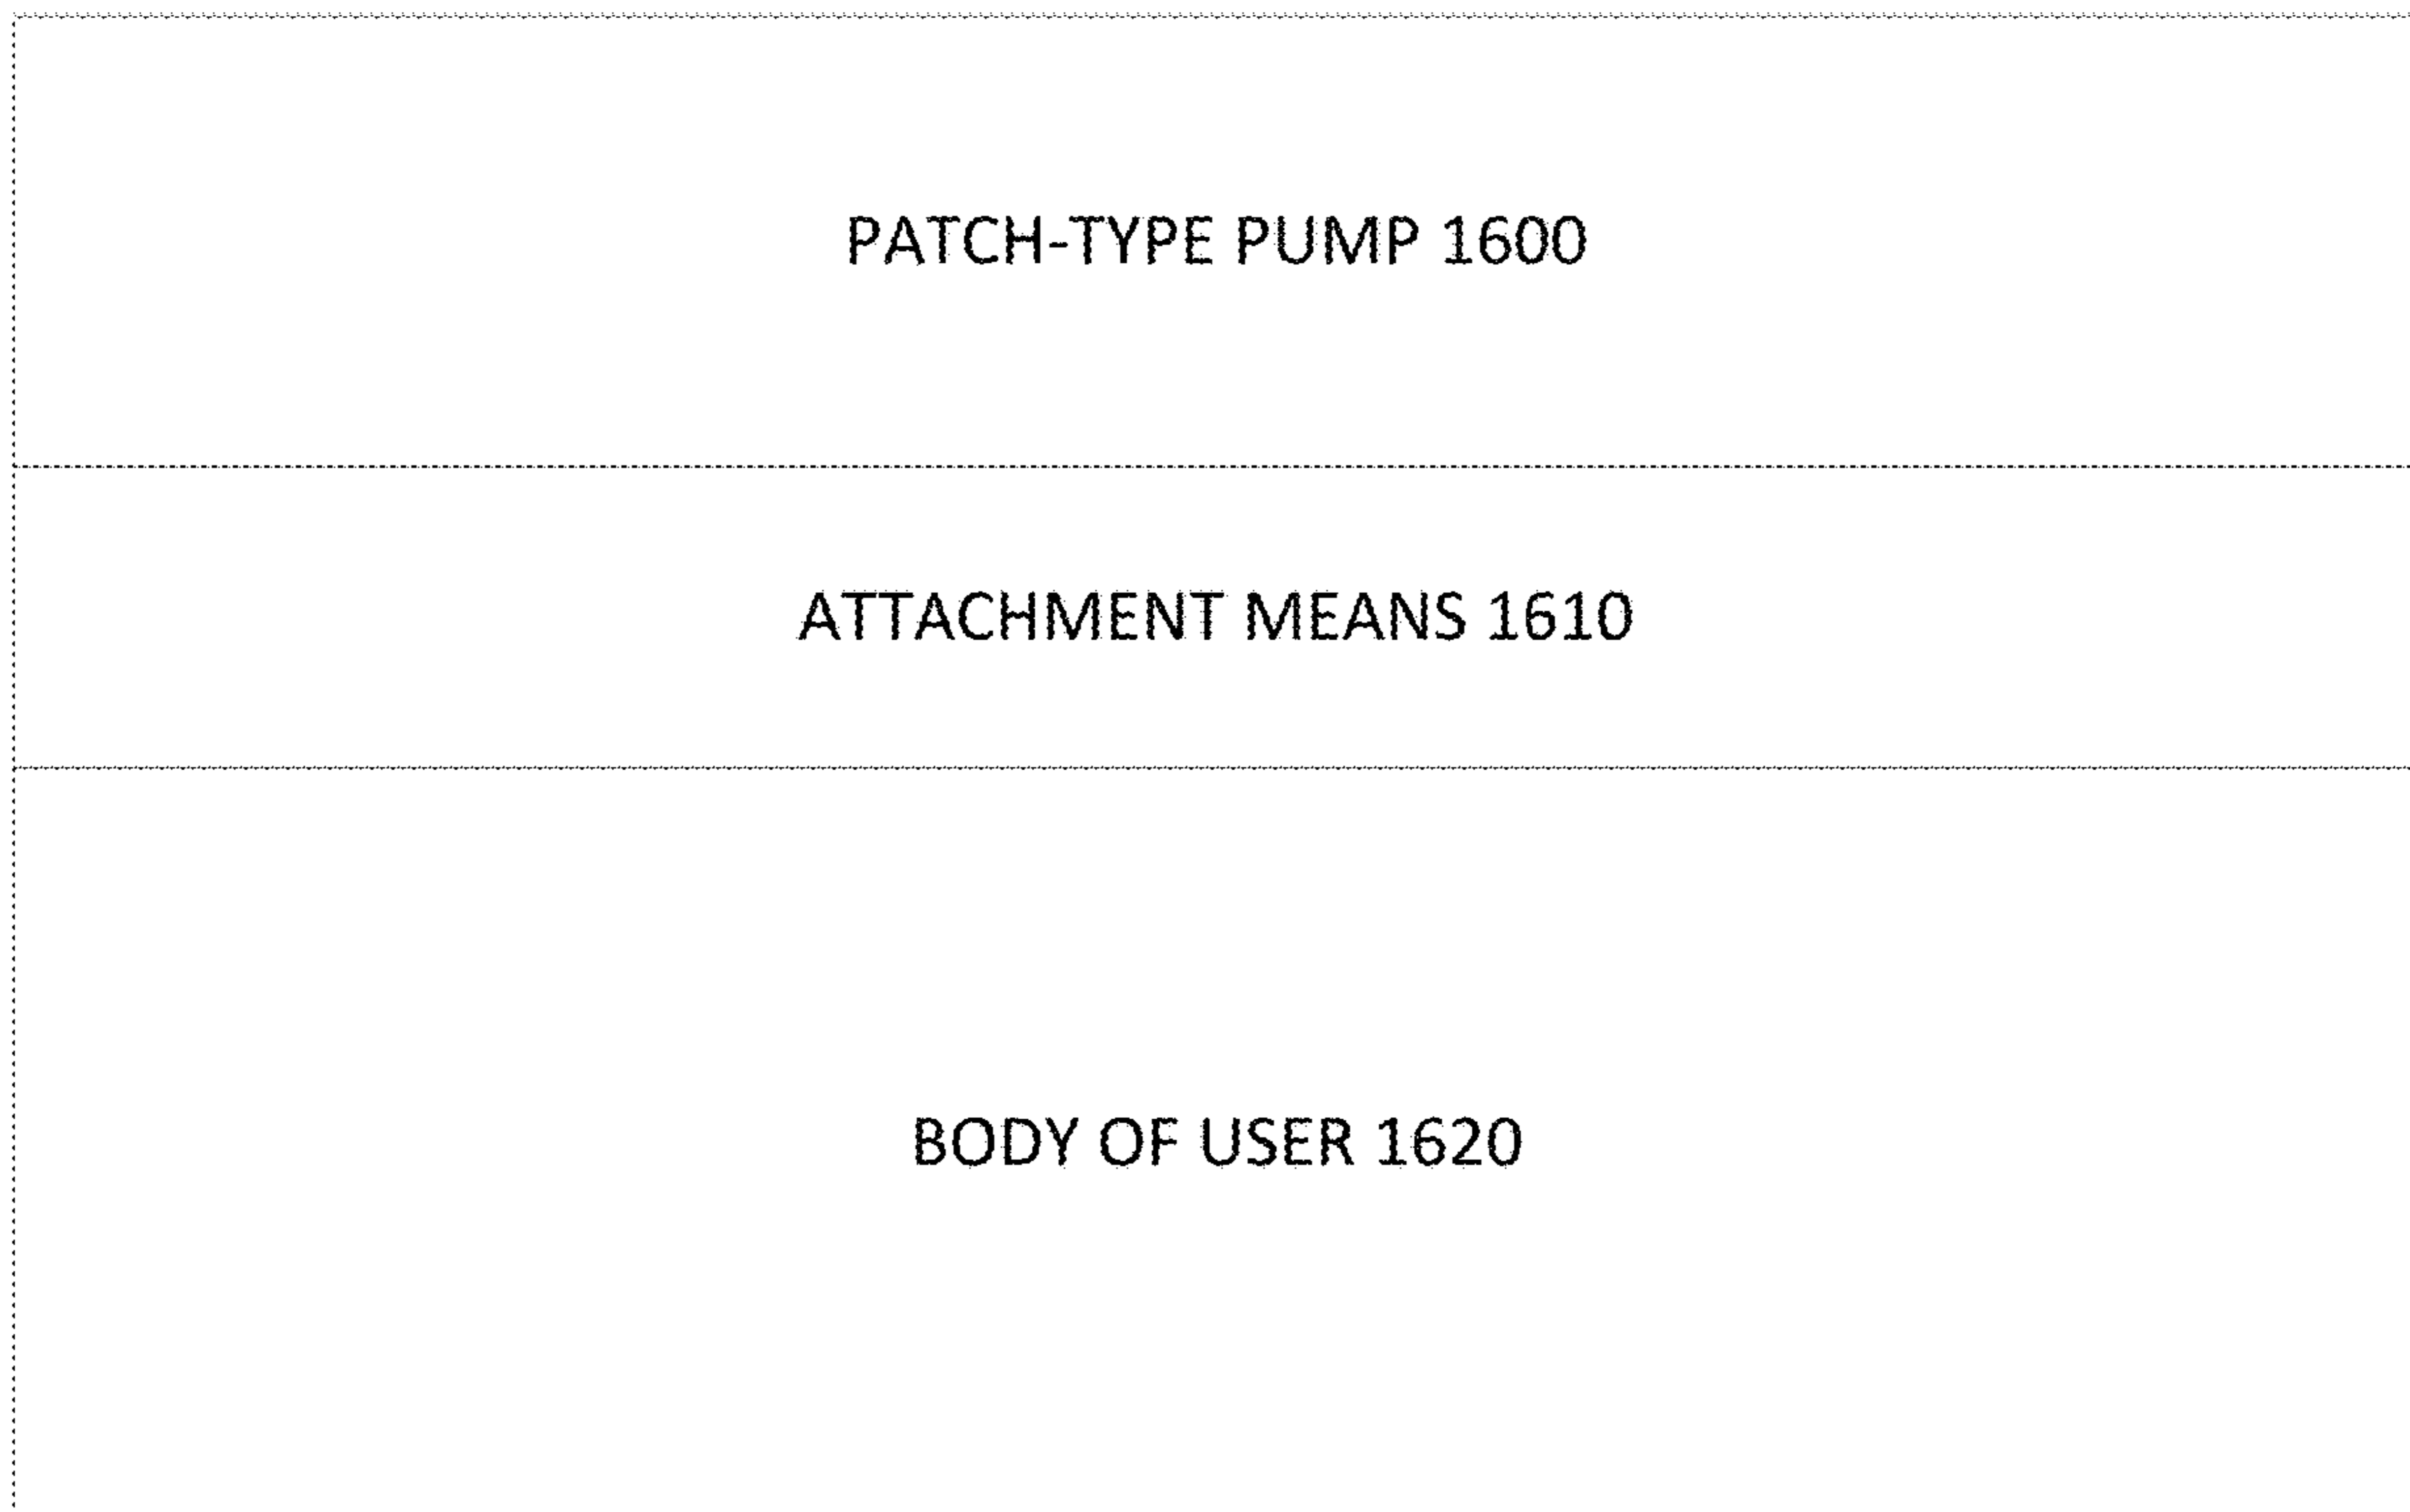 PATCH-TYPE PUMP 1600
ATTACHMENT MEANS 1610
BODY OF USER 1620